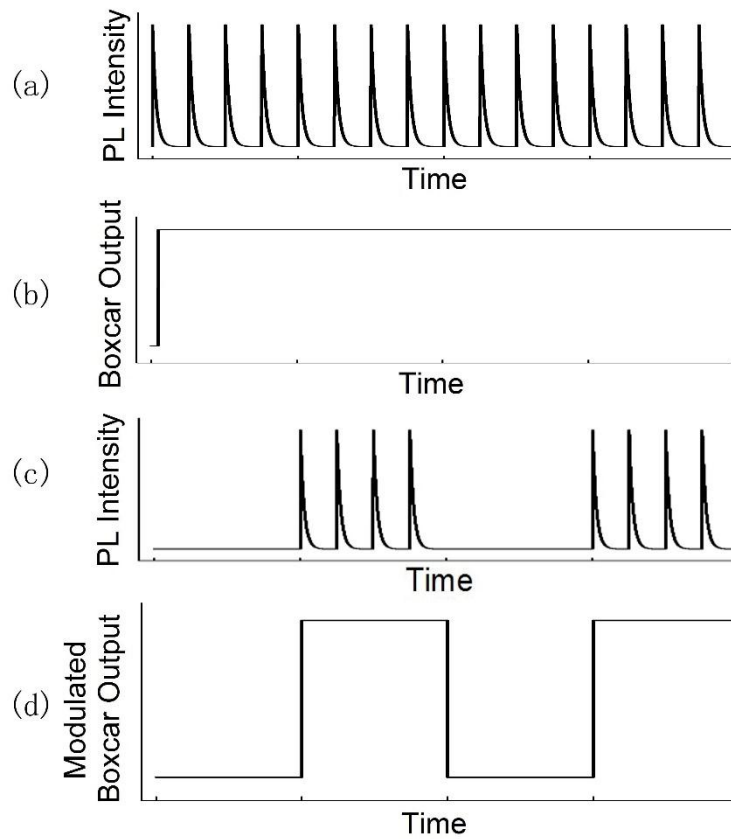 (a)
PL Intensity
Time
(b)
Boxcar Output
Time
(c)
PL Intensity
Time
(d)
Modulated
Boxcar Output
Time